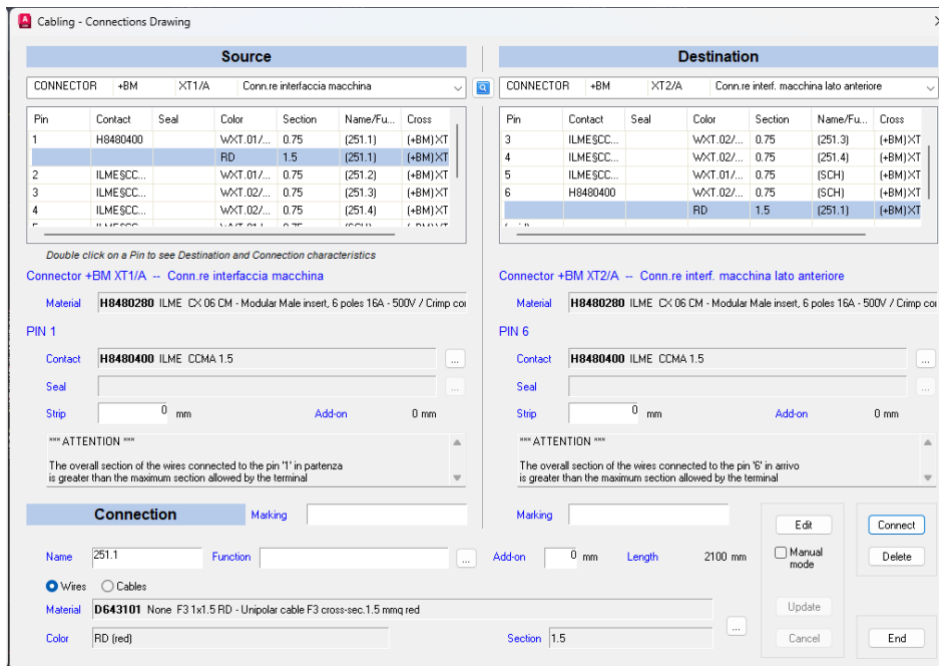 Cabling - Connections Drawing
Source
CONNECTOR +BM XT1/A Conn.re interfaccia macchina
Pin Contact Seal Color Section Name/Fu... Cross
1 H8480400 WXT.01/... 0.75 (251.1) (+BM)XT
RD 1.5 (251.1) (+BM)XT
2 ILME§CC... WXT.01/... 0.75 (251.2) (+BM)XT
3 ILME§CC... WXT.02/... 0.75 (251.3) (+BM)XT
4 ILME§CC... WXT.02/... 0.75 (251.4) (+BM)XT
Double click on a Pin to see Destination and Connection characteristics
Connector +BM XT1/A -- Conn.re interfaccia macchina
Material H8480280 ILME CX 06 CM - Modular Male insert, 6 poles 16A - 500V / Crimp co
PIN 1
Contact H8480400 ILME CCMA 1.5 ...
Seal ...
Strip 0 mm Add-on 0 mm
*** ATTENTION ***
The overall section of the wires connected to the pin '1' in partenza
is greater than the maximum section allowed by the terminal
Destination
CONNECTOR +BM XT2/A Conn.re interf. macchina lato anteriore
Pin Contact Seal Color Section Name/Fu... Cross
3 ILME§CC... WXT.02/... 0.75 (251.3) (+BM)XT
4 ILME§CC... WXT.02/... 0.75 (251.4) (+BM)XT
5 ILME§CC... WXT.01/... 0.75 (SCH) (+BM)XT
6 H8480400 WXT.02/... 0.75 (SCH) (+BM)XT
RD 1.5 (251.1) (+BM)XT
Connector +BM XT2/A -- Conn.re interf. macchina lato anteriore
Material H8480280 ILME CX 06 CM - Modular Male insert, 6 poles 16A - 500V / Crimp co
PIN 6
Contact H8480400 ILME CCMA 1.5 ...
Seal ...
Strip 0 mm Add-on 0 mm
*** ATTENTION ***
The overall section of the wires connected to the pin '6' in arrivo
is greater than the maximum section allowed by the terminal
Connection Marking
Marking
Name 251.1 Function ... Add-on 0 mm Length 2100 mm
Wires Cables
Material D643101 None F3 1x1.5 RD - Unipolar cable F3 cross-sec.1.5 mmq red
Color RD (red) Section 1.5 ...
Edit
Manual mode
Update
Cancel
Connect
Delete
End